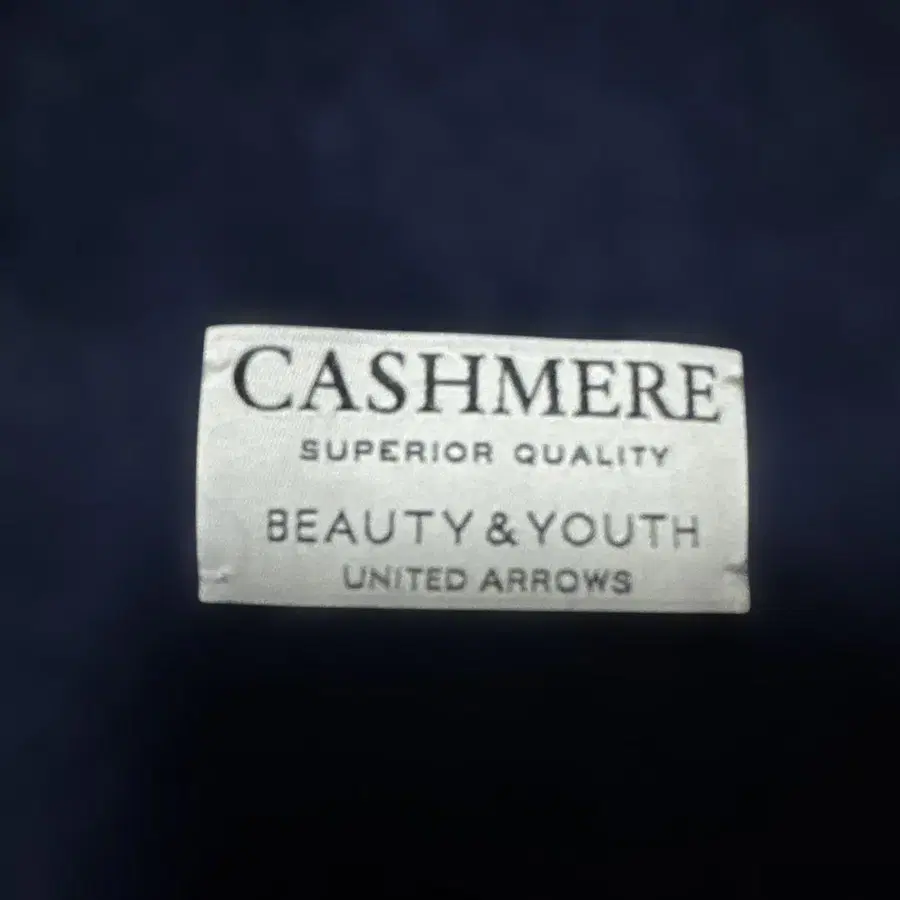 CASHMERE
SUPERIOR QUALITY
BEAUTY & YOUTH
UNITED ARROWS